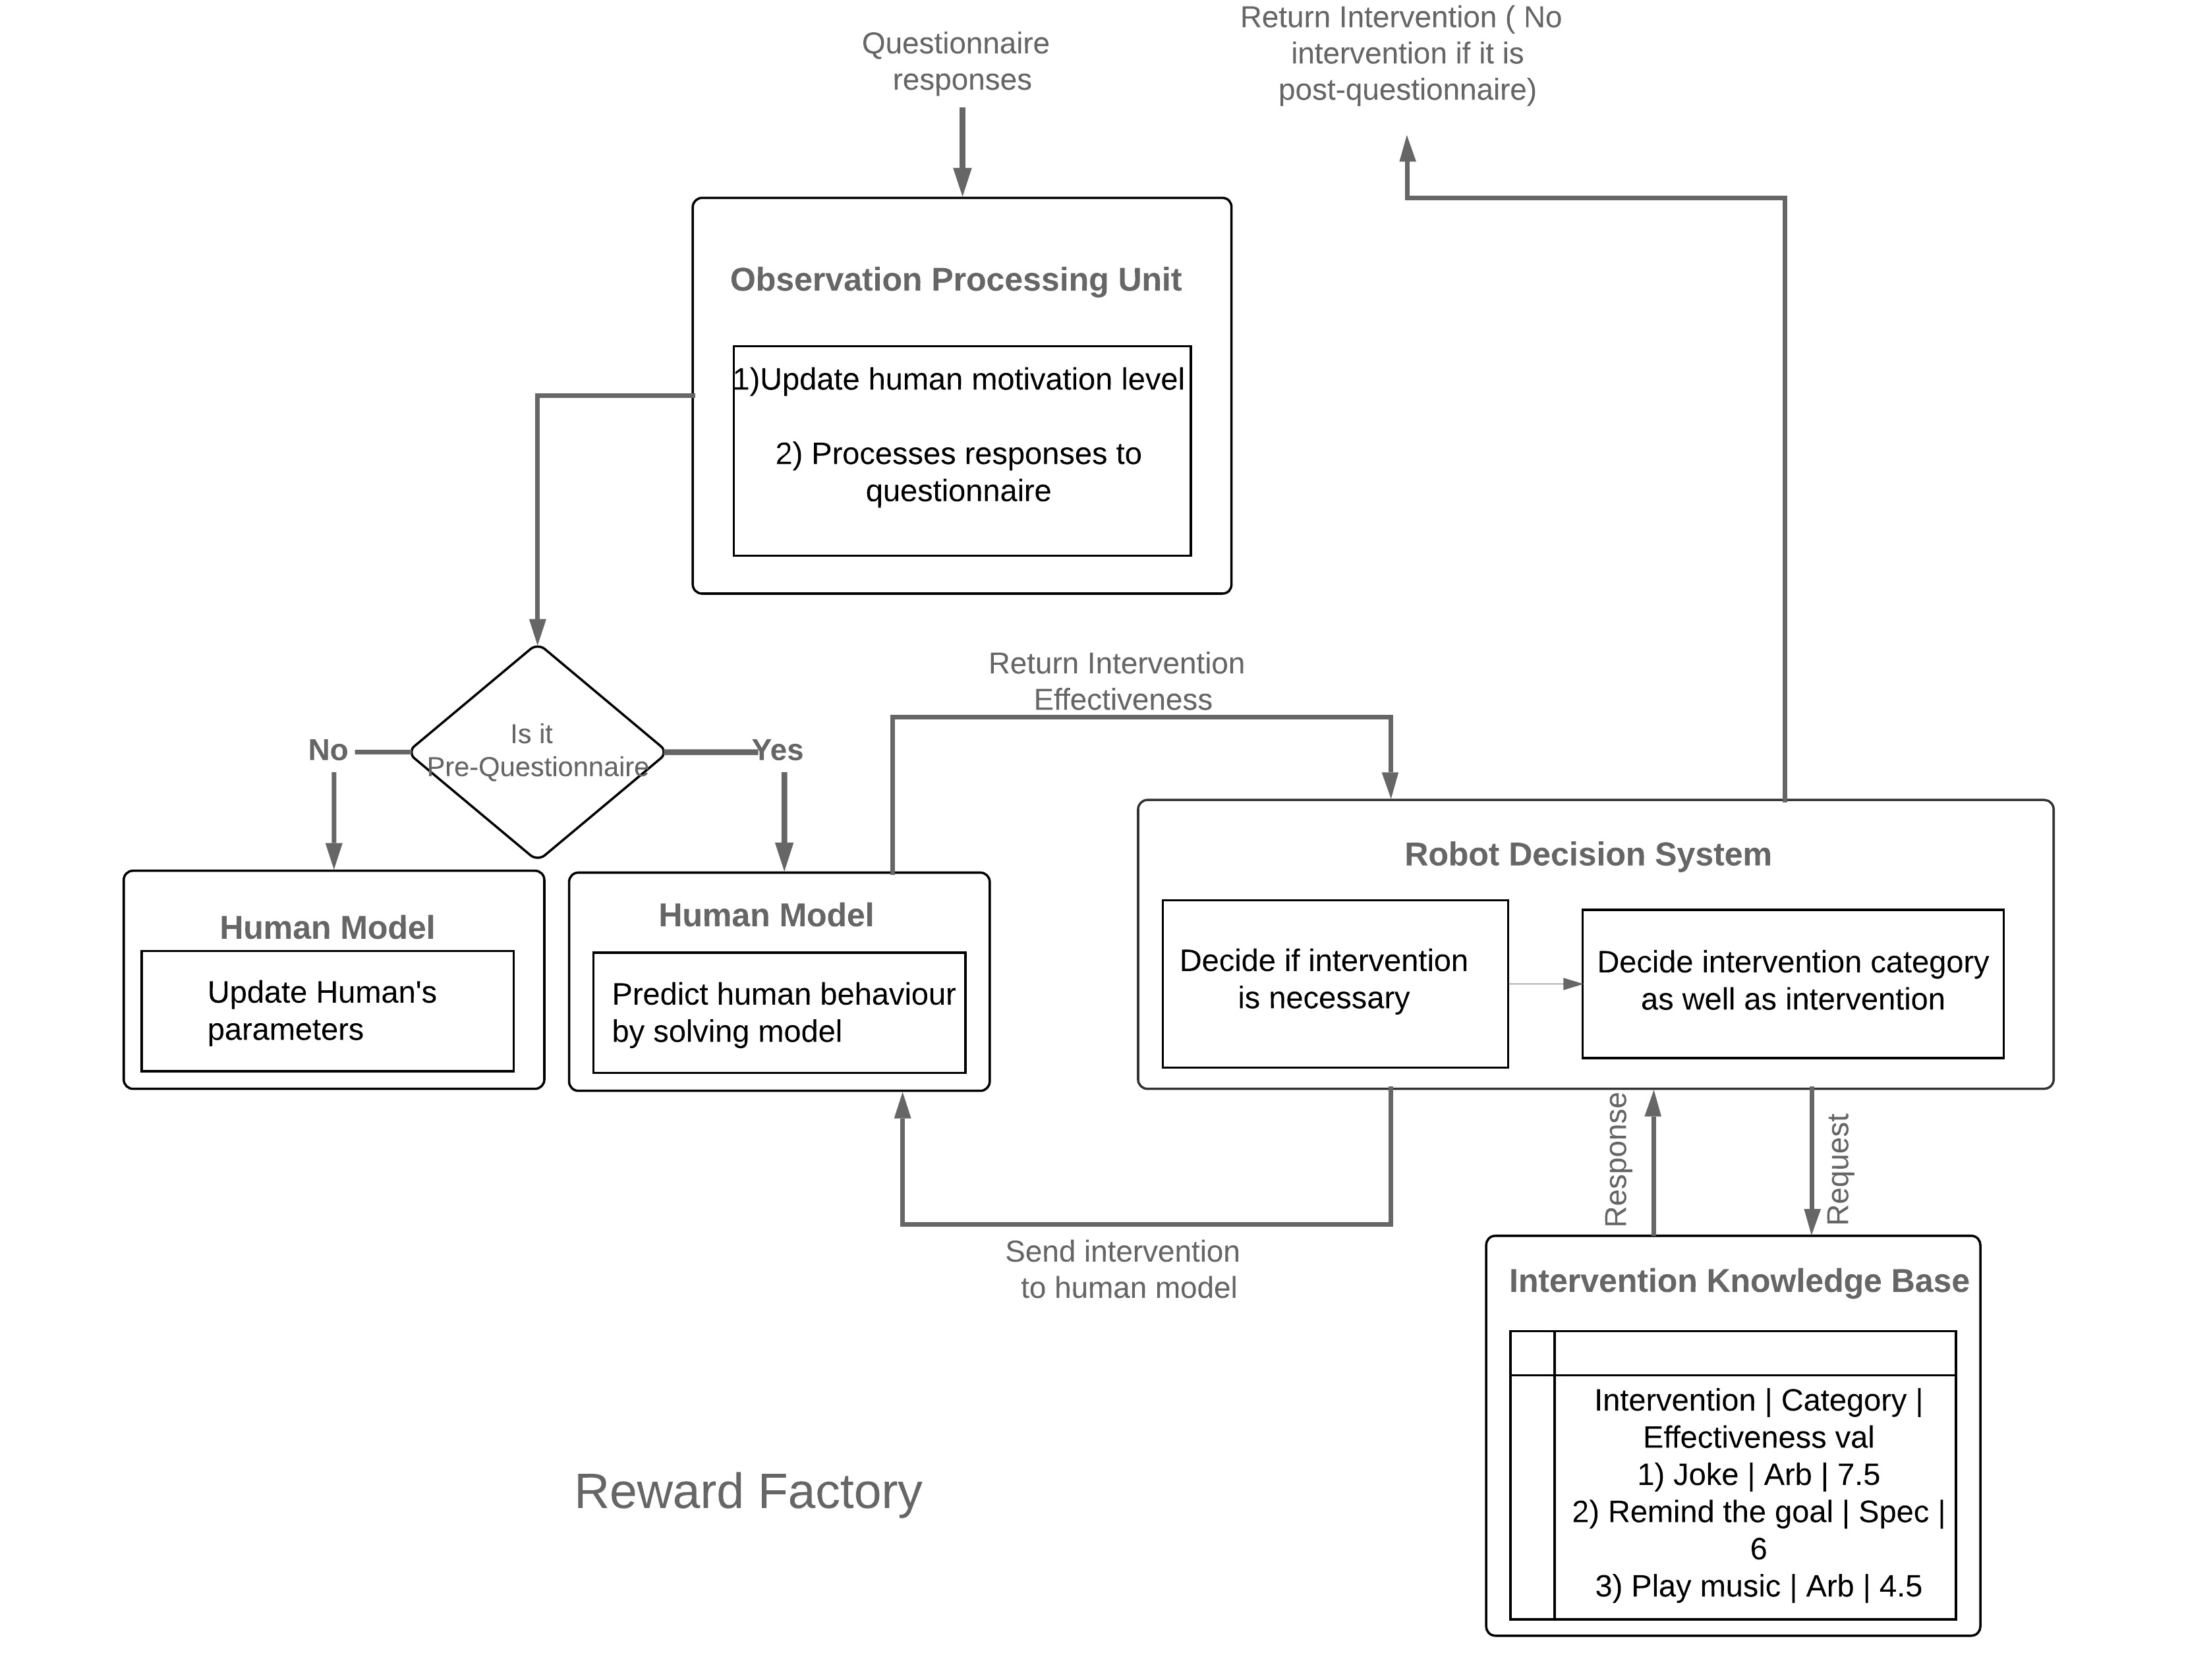 Questionnaire
responses
Return Intervention ( No
intervention if it is
post-questionnaire)
Observation Processing Unit
1)Update human motivation level
2) Processes responses to
questionnaire
Is it
Pre-Questionnaire
No
Yes
Return Intervention
Effectiveness
Human Model
Update Human's
parameters
Human Model
Predict human behaviour
by solving model
Robot Decision System
Decide if intervention
is necessary
Decide intervention category
as well as intervention
Response
Request
Send intervention
to human model
Intervention Knowledge Base
Intervention | Category |
Effectiveness val
1) Joke | Arb | 7.5
2) Remind the goal | Spec |
6
3) Play music | Arb | 4.5
Reward Factory